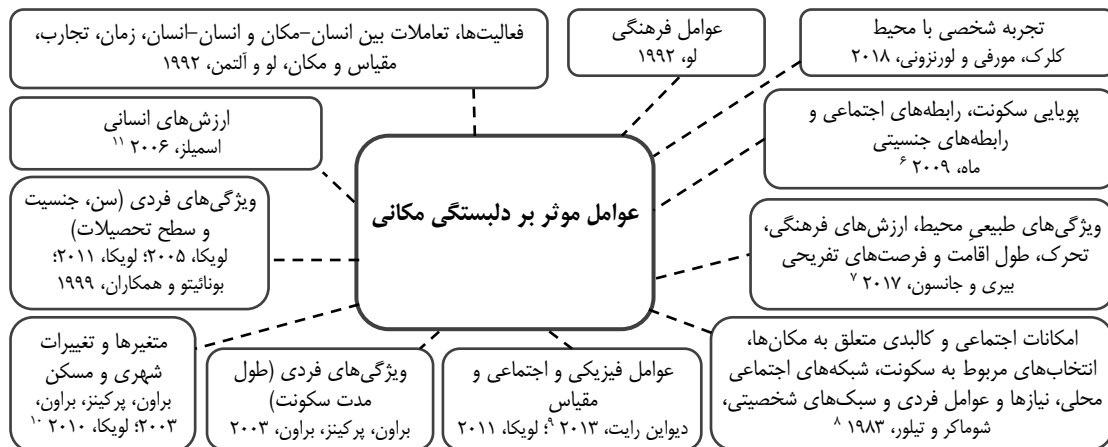 تجربه شخصی با محیط
کلرک، مورفی و لورنزونی، ۲۰۱۸
عوامل فرهنگی
لو، ۱۹۹۲
فعالیت‌ها، تعاملات بین انسان-مکان و انسان-انسان، زمان، تجارب،
مقیاس و مکان، لو و آلتمن، ۱۹۹۲
پویایی سکونت، رابطه‌های اجتماعی و
رابطه‌های جنسیتی
ماه، ۲۰۰۹ ۶
ارزش‌های انسانی
اسمیلز، ۲۰۰۶ ۱۱
عوامل موثر بر دلبستگی مکانی
ویژگی‌های طبیعیِ محیط، ارزش‌های فرهنگی،
تحرک، طول اقامت و فرصت‌های تفریحی
بیری و جانسون، ۲۰۱۷ ۷
ویژگی‌های فردی (سن، جنسیت
و سطح تحصیلات)
لویکا، ۲۰۰۵؛ لویکا، ۲۰۱۱؛
بونائیتو و همکاران، ۱۹۹۹
امکانات اجتماعی و کالبدی متعلق به مکان‌ها،
انتخاب‌های مربوط به سکونت، شبکه‌های اجتماعی
محلی، نیازها و عوامل فردی و سبک‌های شخصیتی،
شوماکر و تیلور، ۱۹۸۳ ۸
عوامل فیزیکی و اجتماعی و
مقیاس
دیواین رایت، ۲۰۱۳ ۹؛ لویکا، ۲۰۱۱
ویژگی‌های فردی (طول
مدت سکونت)
براون، پرکینز، براون، ۲۰۰۳
متغیرها و تغییرات
شهری و مسکن
براون، پرکینز، براون،
۲۰۰۳؛ لویکا، ۲۰۱۰ ۱۰